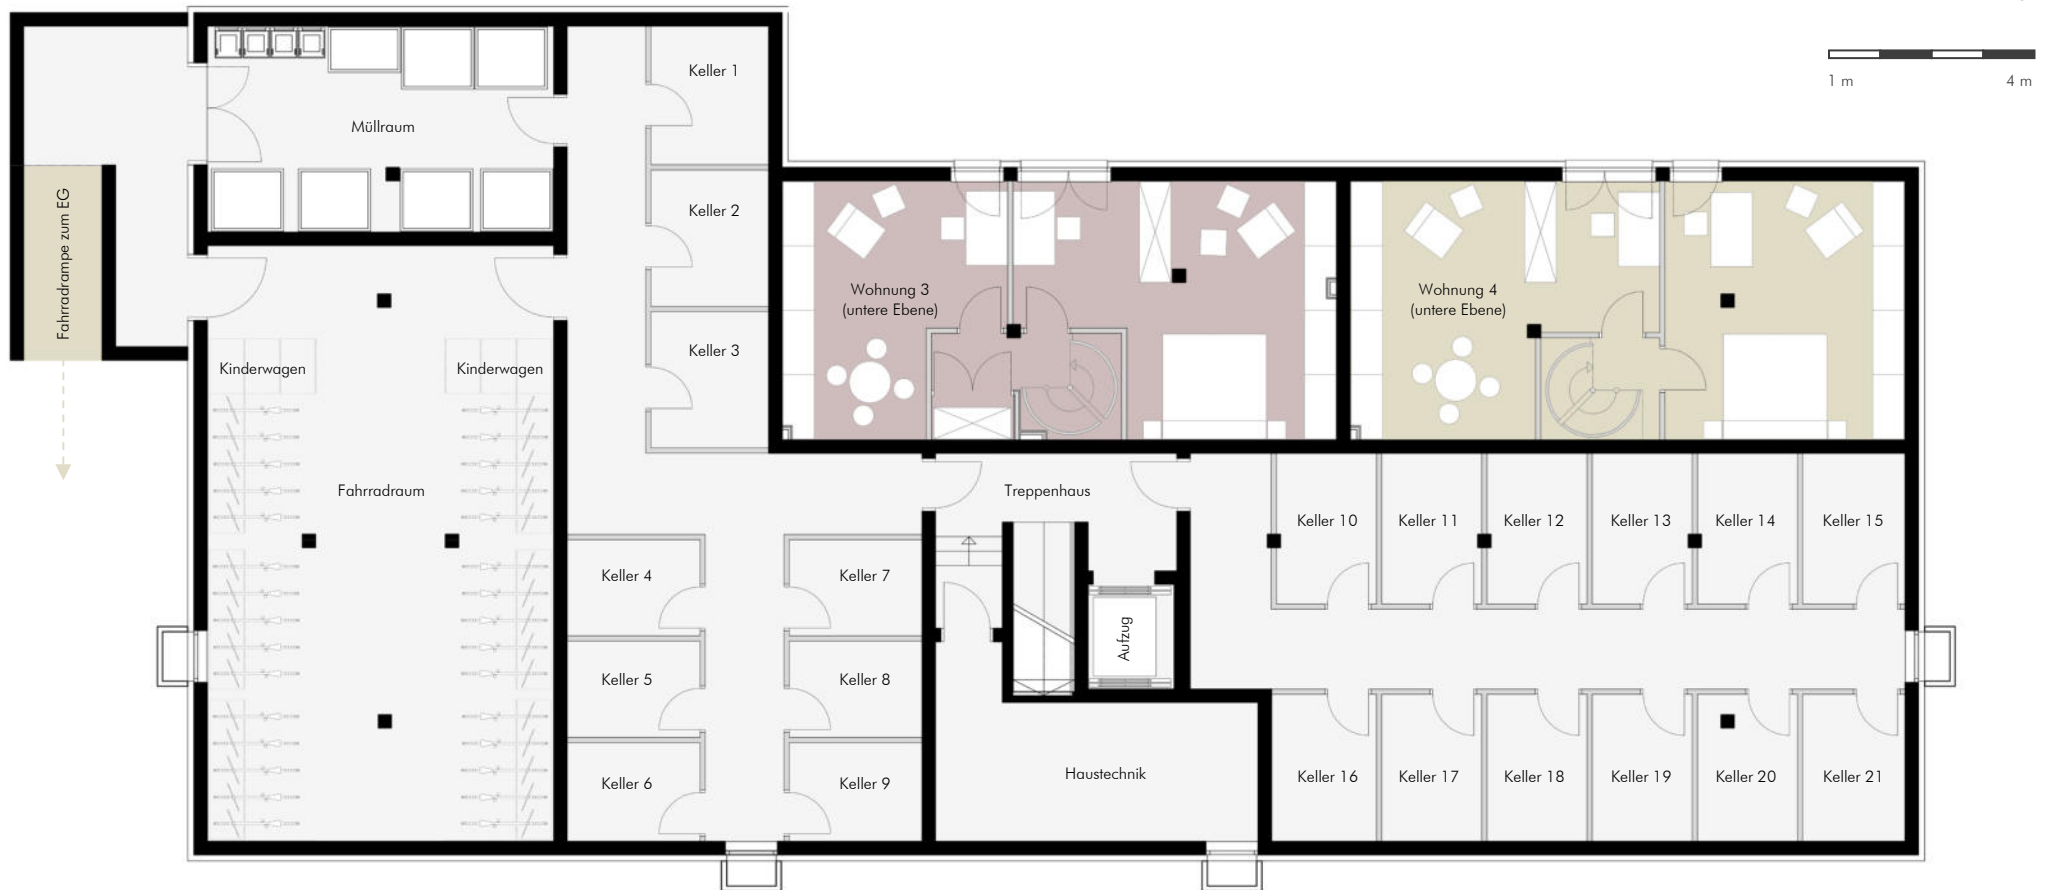 1 m
4 m
Keller 1
Müllraum
Fahrradrampe zum EG
Keller 2
Wohnung 3
(untere Ebene)
Wohnung 4
(untere Ebene)
Keller 3
Kinderwagen
Kinderwagen
Fahrradraum
Treppenhaus
Keller 10
Keller 11
Keller 12
Keller 13
Keller 14
Keller 15
Keller 4
Keller 7
Aufzug
Keller 5
Keller 8
Keller 6
Keller 9
Haustechnik
Keller 16
Keller 17
Keller 18
Keller 19
Keller 20
Keller 21